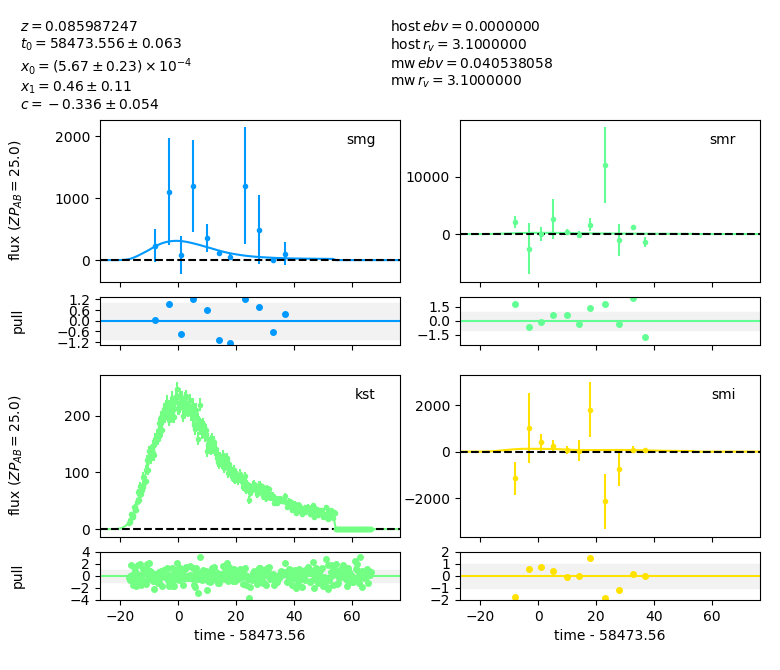 z = 0.085987247
t₀ = 58473.556 ± 0.063
x₀ = (5.67 ± 0.23) × 10⁻⁴
x₁ = 0.46 ± 0.11
c = −0.336 ± 0.054
host ebv = 0.0000000
host r_v = 3.1000000
mw ebv = 0.040538058
mw r_v = 3.1000000
smg
2000
1000
0
flux (ZP_AB = 25.0)
smr
10000
0
1.2
0.6
0.0
−0.6
−1.2
pull
1.5
0.0
−1.5
kst
200
100
0
flux (ZP_AB = 25.0)
smi
2000
0
−2000
4
2
0
−2
−4
pull
−20 0 20 40 60
time - 58473.56
2
1
0
−1
−2
−20 0 20 40 60
time - 58473.56